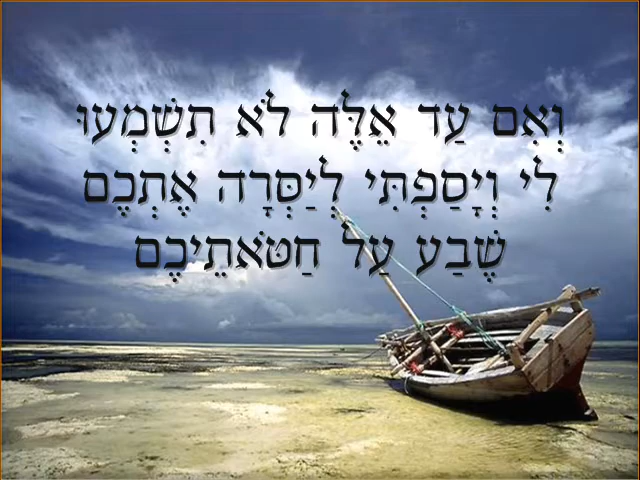 וְאִם עַד אֵלֶּה לֹא תִשְׁמְעוּ
לִי וְיָסַפְתִּי לְיַסְּרָה אֶתְכֶם
שֶׁבַע עַל חַטֹּאתֵיכֶם